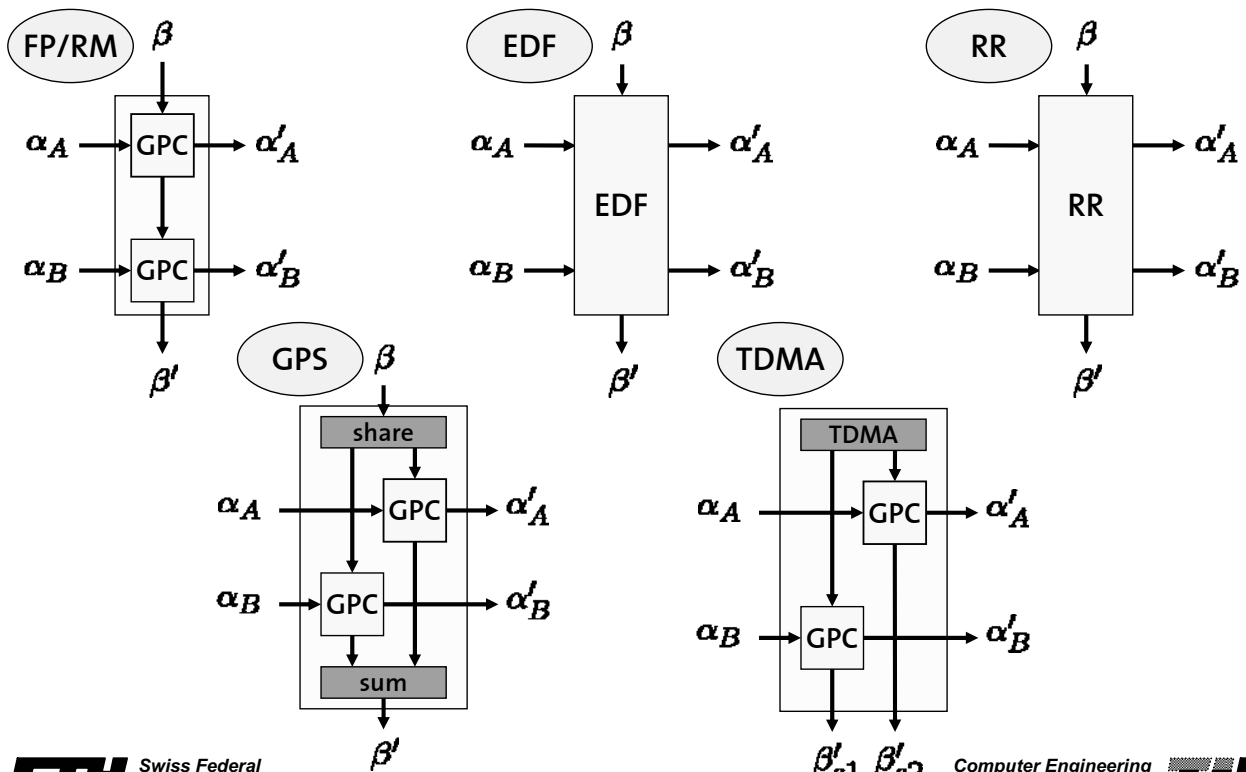 FP/RM β
α_A GPC α′_A
α_B GPC α′_B
β′
EDF β
α_A α′_A
EDF
α_B α′_B
β′
RR β
α_A α′_A
RR
α_B α′_B
β′
GPS β
share
α_A GPC α′_A
α_B GPC α′_B
sum
β′
TDMA
TDMA
α_A GPC α′_A
α_B GPC α′_B
Swiss Federal
Computer Engineering